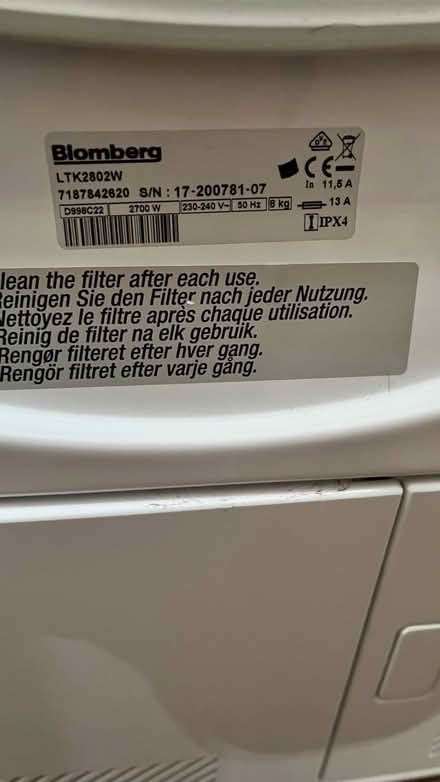 Blomberg
LTK2802W
7187842620 S/N : 17-200781-07
D998C22 2700 W 230-240 V~ 50 Hz 8 kg 13 A
CE In 11,5 A
IPX4
lean the filter after each use.
Reinigen Sie den Filter nach jeder Nutzung.
Nettoyez le filtre après chaque utilisation.
Reinig de filter na elk gebruik.
Rengør filteret efter hver gang.
Rengör filtret efter varje gång.